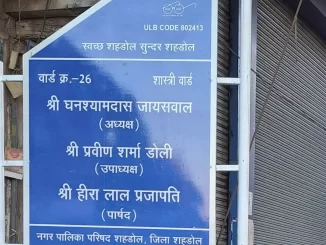 ULB CODE 802413
स्वच्छ शहडोल सुन्दर शहडोल
वार्ड क्र.–26 शास्त्री वार्ड
श्री घनश्यामदास जायसवाल
(अध्यक्ष)
श्री प्रवीण शर्मा डोली
(उपाध्यक्ष)
श्री हीरा लाल प्रजापति
(पार्षद)
नगर पालिका परिषद शहडोल, जिला शहडोल